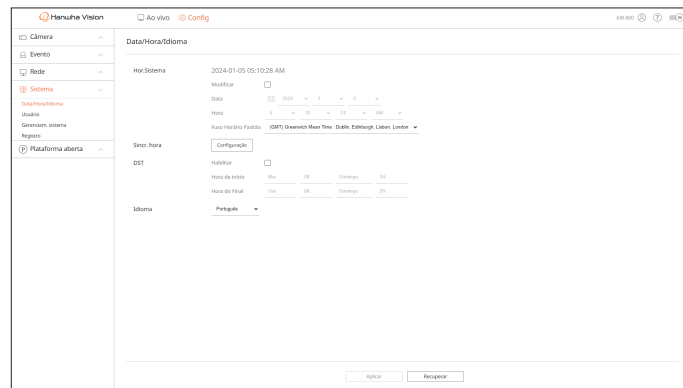 Hanwha Vision
Ao vivo
Config
AIB-800
?
Câmera
Evento
Rede
Sistema
Data/Hora/Idioma
Usuário
Gerenciam. sistema
Registro
P Plataforma aberta
Data/Hora/Idioma
Hor.Sistema 2024-01-05 05:10:28 AM
Modificar
Data 2024 1 5
Hora 5 10 24 AM
Fuso Horário Padrão (GMT) Greenwich Mean Time : Dublin, Edinburgh, Lisbon, London
Sincr. hora Configuração
DST Habilitar
Hora de início Mar Domingo 1H
Hora do Final Out Domingo
Idioma Português
Aplicar Recuperar